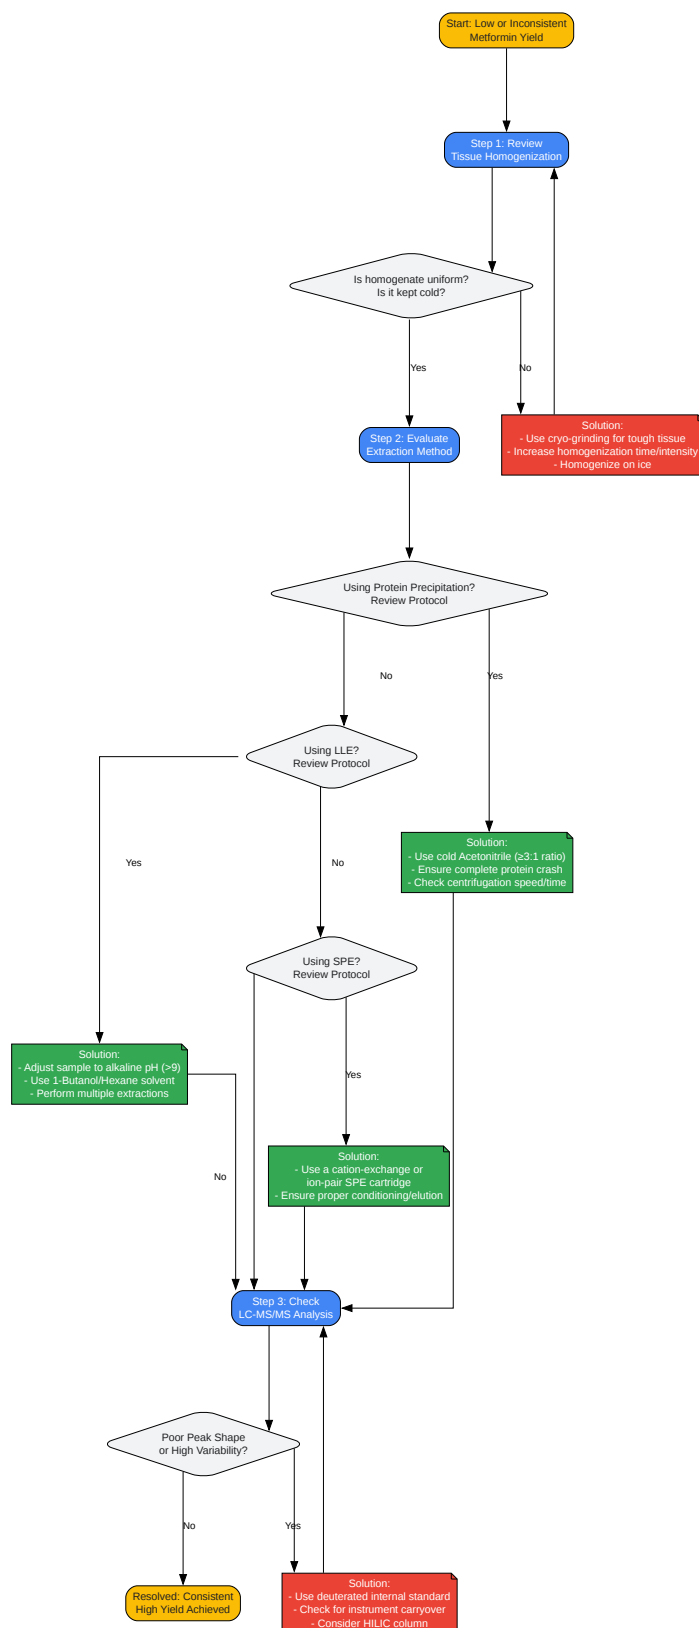 Start: Low or Inconsistent
Metformin Yield
Step 1: Review
Tissue Homogenization
Is homogenate uniform?
Is it kept cold?
Yes
No
Solution:
- Use cryo-grinding for tough tissue
- Increase homogenization time/intensity
- Homogenize on ice
Step 2: Evaluate
Extraction Method
Using Protein Precipitation?
Review Protocol
No
Yes
Using LLE?
Review Protocol
Yes
No
Solution:
- Use cold Acetonitrile (≥3:1 ratio)
- Ensure complete protein crash
- Check centrifugation speed/time
Using SPE?
Review Protocol
Solution:
- Adjust sample to alkaline pH (>9)
- Use 1-Butanol/Hexane solvent
- Perform multiple extractions
Yes
No
Solution:
- Use a cation-exchange or
ion-pair SPE cartridge
- Ensure proper conditioning/elution
Step 3: Check
LC-MS/MS Analysis
Poor Peak Shape
or High Variability?
No
Yes
Resolved: Consistent
High Yield Achieved
Solution:
- Use deuterated internal standard
- Check for instrument carryover
- Consider HILIC column